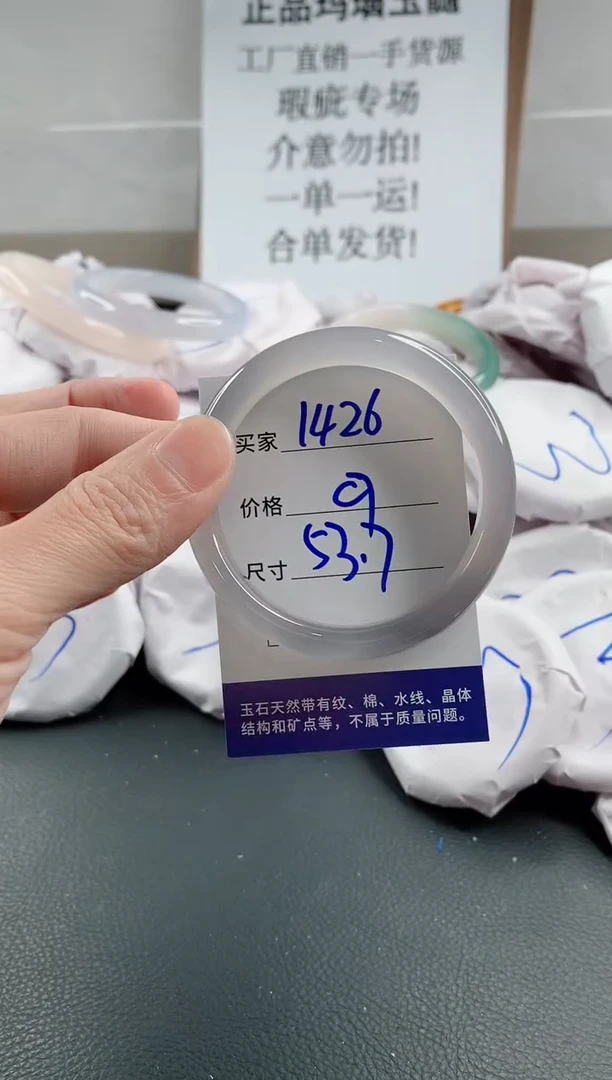 正品玛瑙玉髓
工厂直销一手货源
瑕疵专场
介意勿拍!
一单一运!
合单发货!
买家 1426
价格 9
尺寸 53.7
玉石天然带有纹、棉、水线、晶体
结构和矿点等，不属于质量问题。